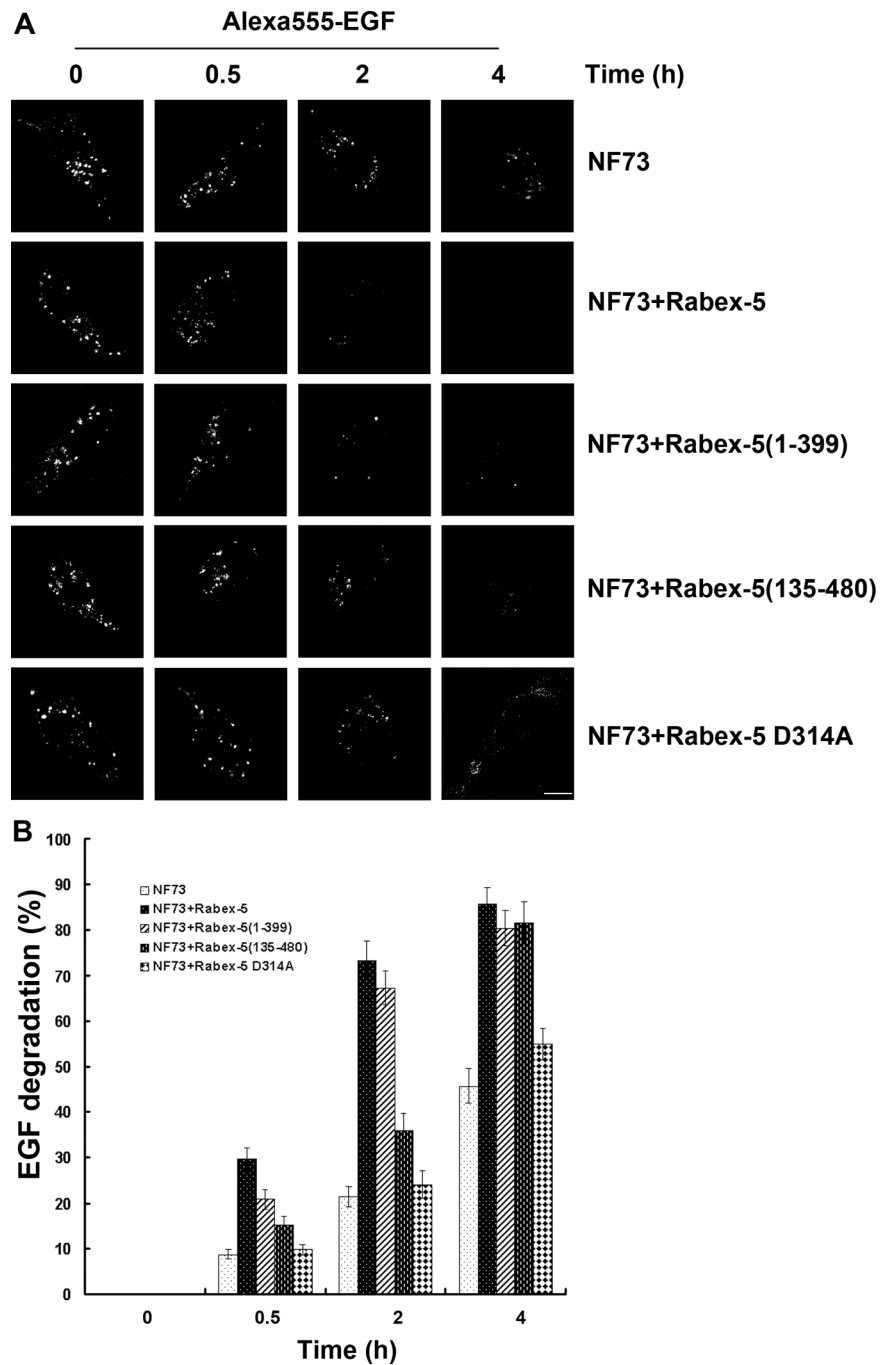 A
Alexa555-EGF
0 0.5 2 4 Time (h)
NF73
NF73+Rabex-5
NF73+Rabex-5(1-399)
NF73+Rabex-5(135-480)
NF73+Rabex-5 D314A
B
EGF degradation (%)
100
90
80
70
60
50
40
30
20
10
0
NF73
NF73+Rabex-5
NF73+Rabex-5(1-399)
NF73+Rabex-5(135-480)
NF73+Rabex-5 D314A
0 0.5 2 4
Time (h)